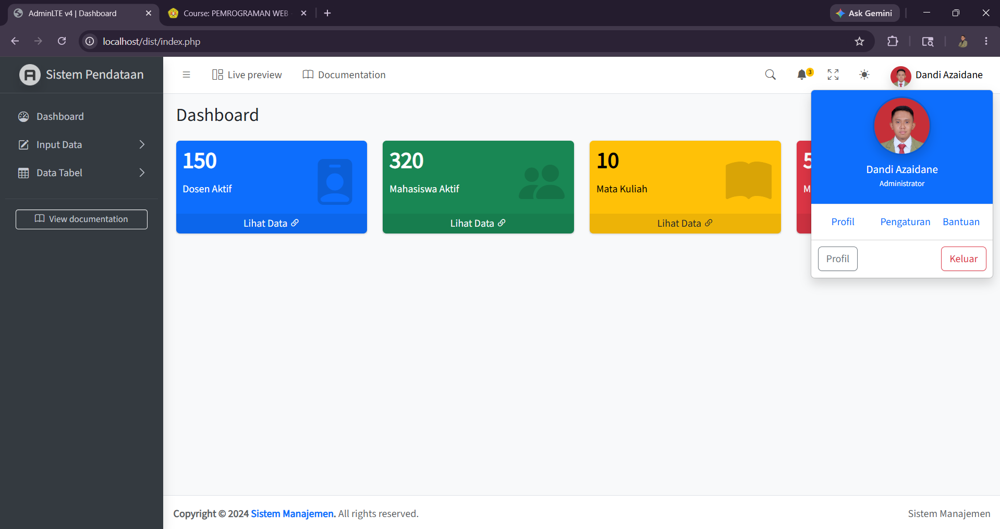 AdminLTE v4 | Dashboard
Course: PEMROGRAMAN WEB
Ask Gemini
localhost/dist/index.php
Sistem Pendataan
Live preview
Documentation
3
Dandi Azaidane
Dashboard
Input Data
Data Tabel
View documentation
Dashboard
150
Dosen Aktif
Lihat Data
320
Mahasiswa Aktif
Lihat Data
10
Mata Kuliah
Lihat Data
5
M
Dandi Azaidane
Administrator
Profil Pengaturan Bantuan
Profil Keluar
Copyright © 2024 Sistem Manajemen. All rights reserved.
Sistem Manajemen